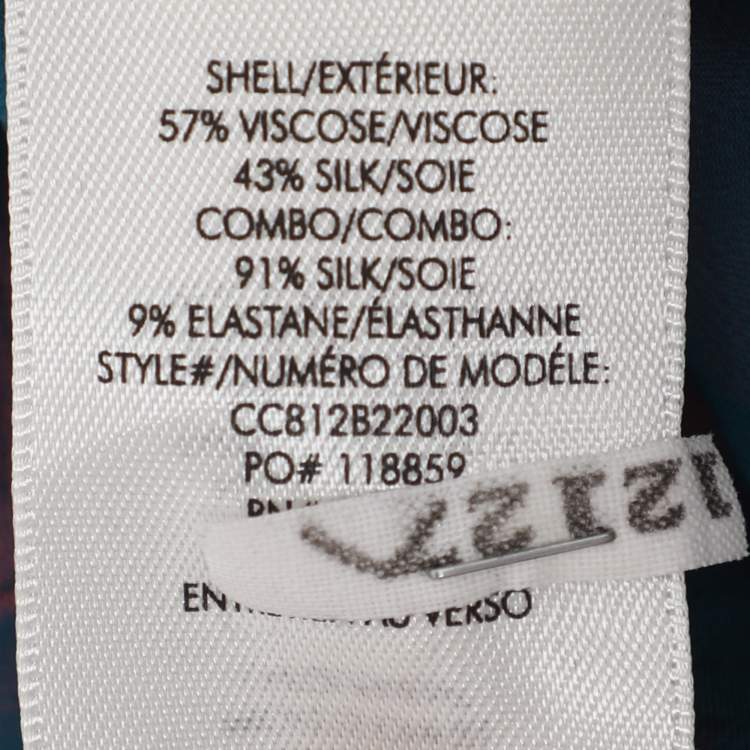 SHELL/EXTÉRIEUR:
57% VISCOSE/VISCOSE
43% SILK/SOIE
COMBO/COMBO:
91% SILK/SOIE
9% ELASTANE/ÉLASTHANNE
STYLE#/NUMÉRO DE MODÉLE:
CC812B22003
PO# 118859
VERSO